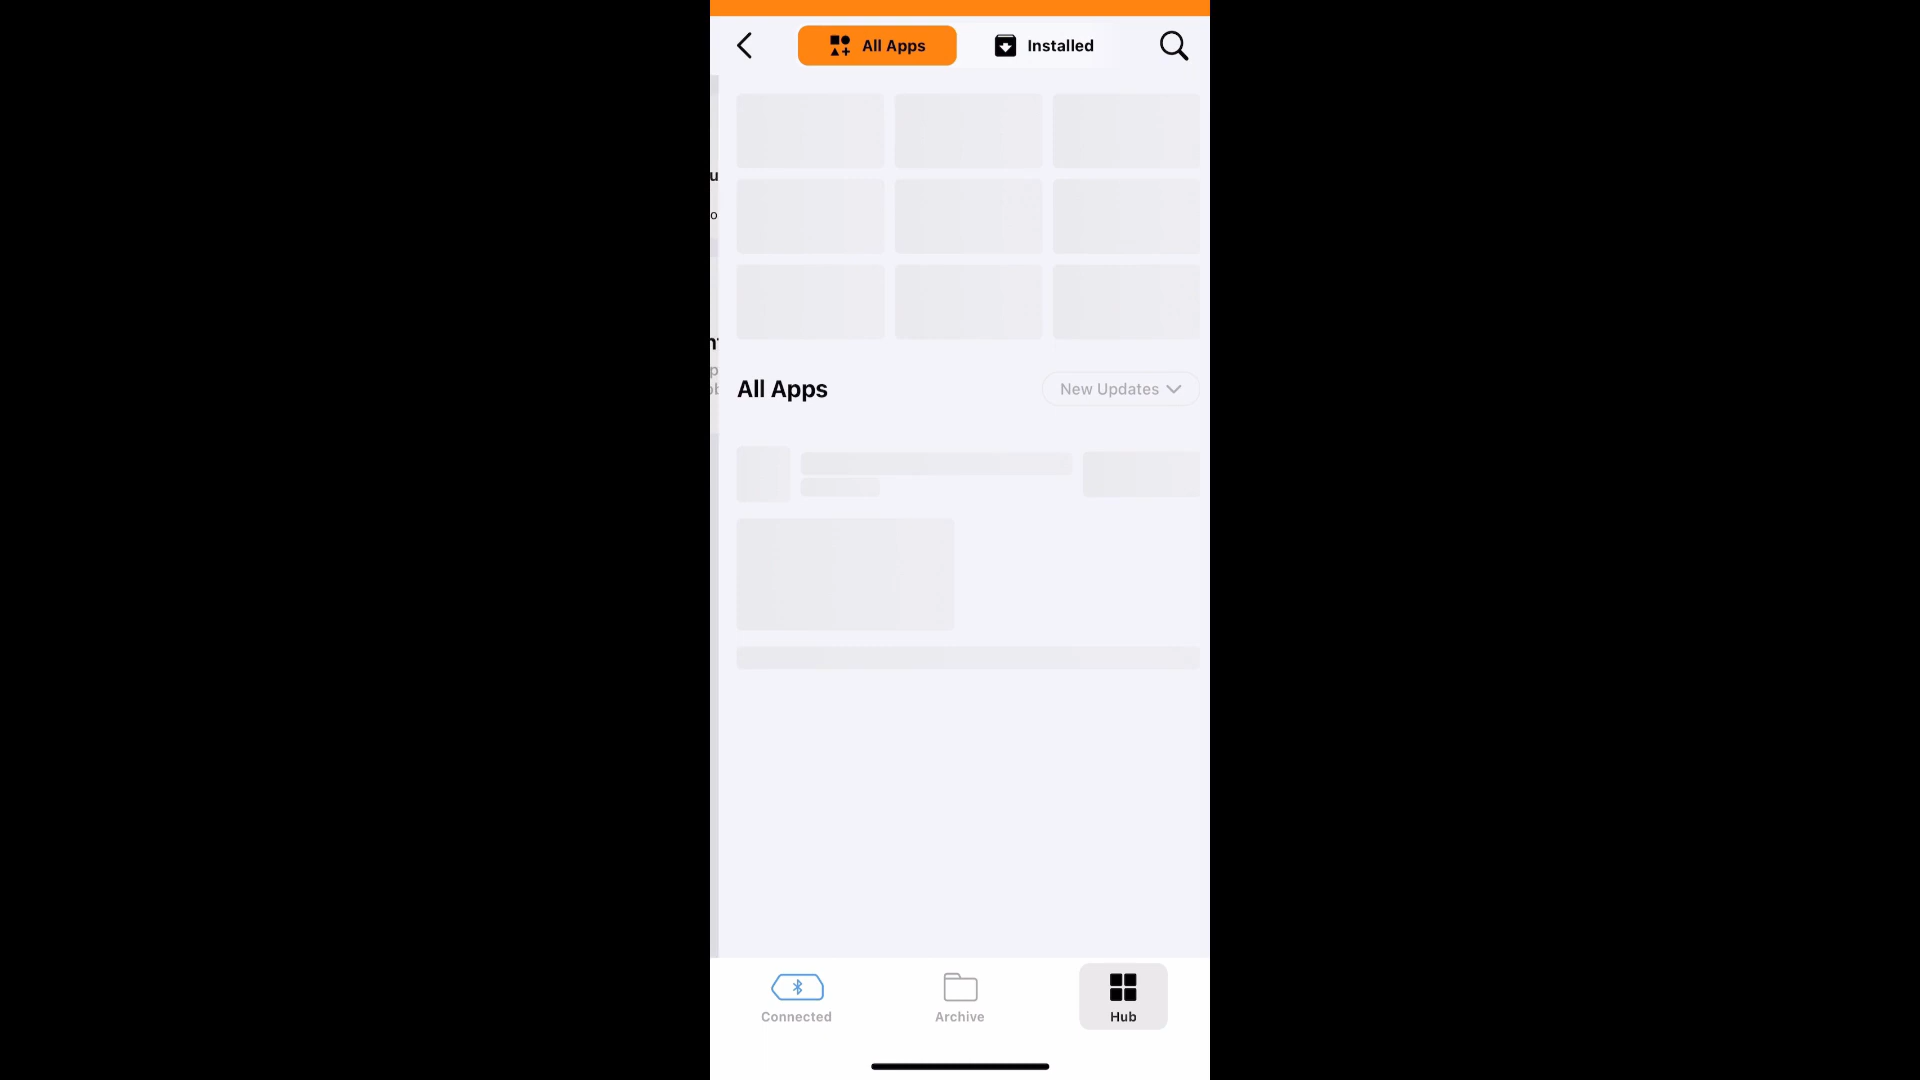 All Apps
Installed
All Apps
New Updates
Connected
Archive
Hub